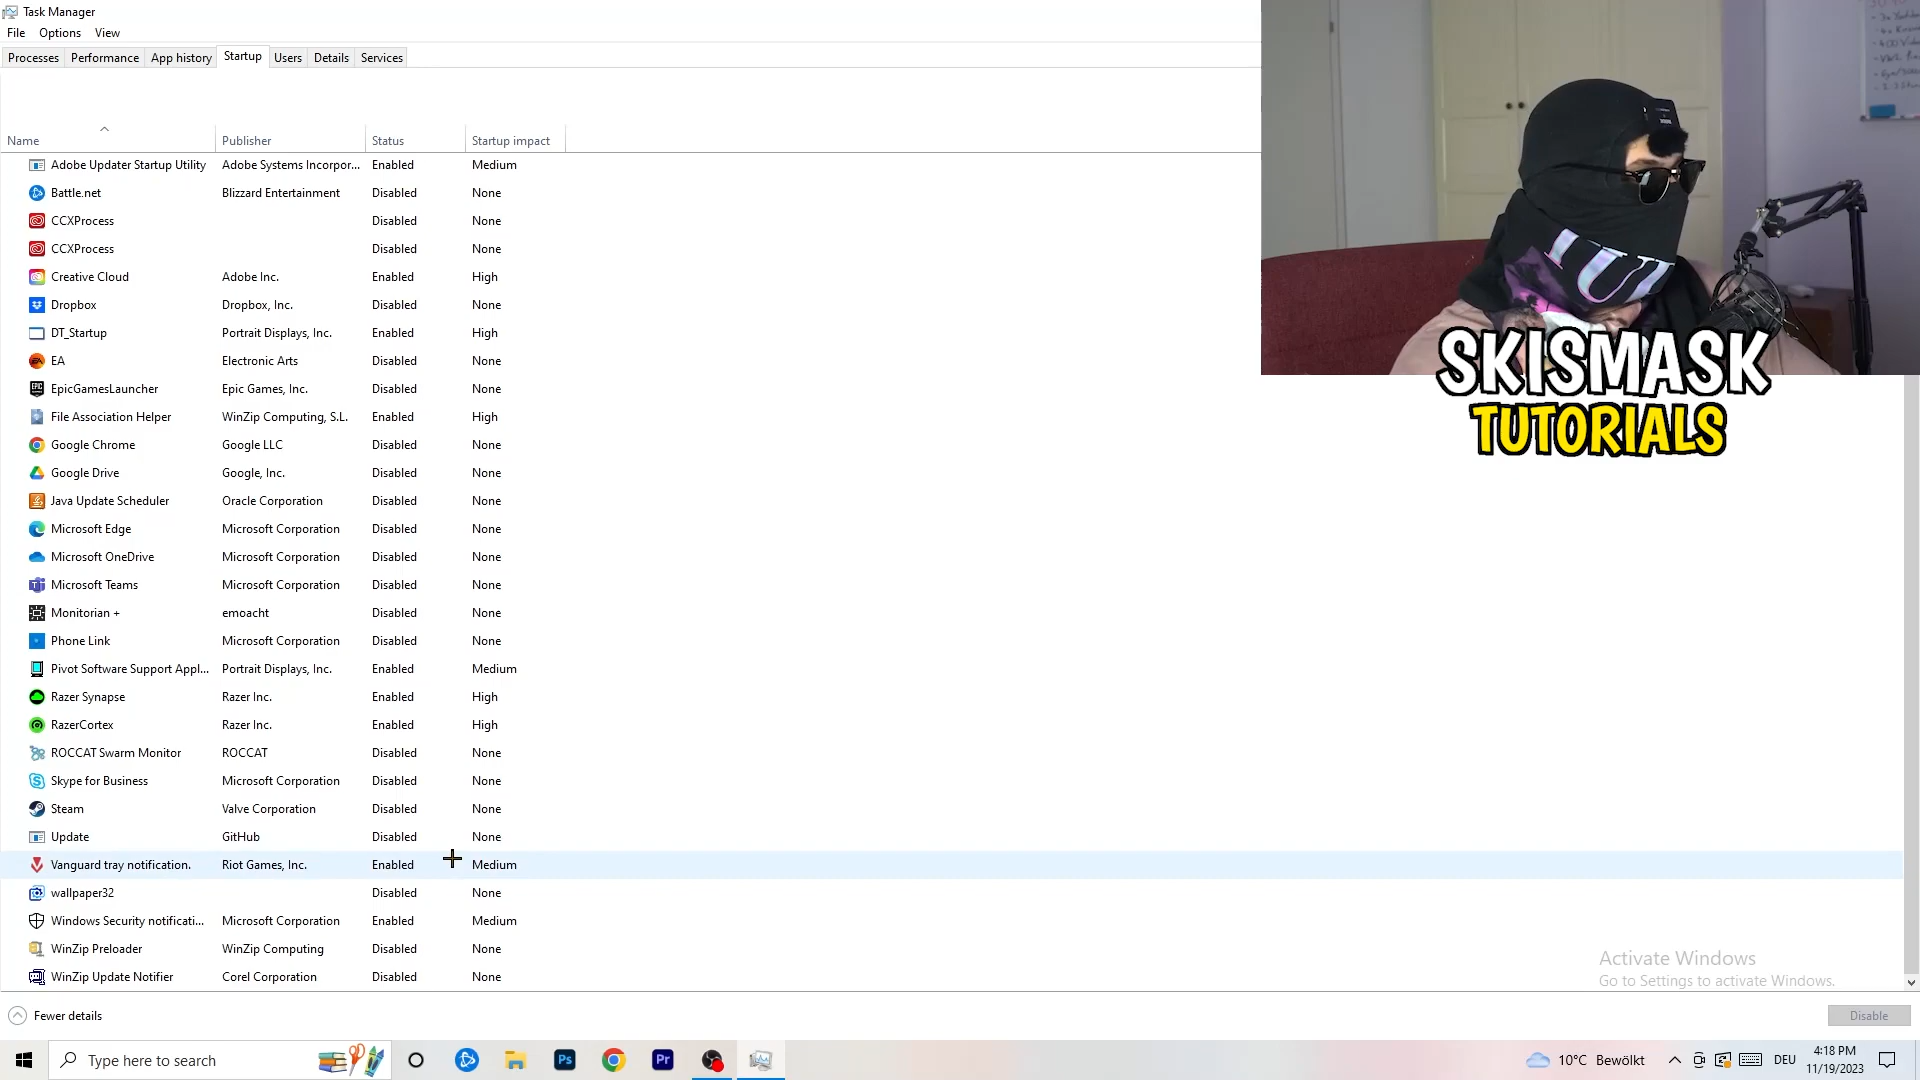 Task Manager
File Options View
Processes Performance App history Startup Users Details Services
Name Publisher Status Startup impact
Adobe Updater Startup Utility Adobe Systems Incorpor... Enabled Medium
Battle.net Blizzard Entertainment Disabled None
CCXProcess Disabled None
CCXProcess Disabled None
Creative Cloud Adobe Inc. Enabled High
Dropbox Dropbox, Inc. Disabled None
DT_Startup Portrait Displays, Inc. Enabled High
EA Electronic Arts Disabled None
EpicGamesLauncher Epic Games, Inc. Disabled None
File Association Helper WinZip Computing, S.L. Enabled High
Google Chrome Google LLC Disabled None
Google Drive Google, Inc. Disabled None
Java Update Scheduler Oracle Corporation Disabled None
Microsoft Edge Microsoft Corporation Disabled None
Microsoft OneDrive Microsoft Corporation Disabled None
Microsoft Teams Microsoft Corporation Disabled None
Monitorian + emoacht Disabled None
Phone Link Microsoft Corporation Disabled None
Pivot Software Support Appl... Portrait Displays, Inc. Enabled Medium
Razer Synapse Razer Inc. Enabled High
RazerCortex Razer Inc. Enabled High
ROCCAT Swarm Monitor ROCCAT Disabled None
Skype for Business Microsoft Corporation Disabled None
Steam Valve Corporation Disabled None
Update GitHub Disabled None
Vanguard tray notification. Riot Games, Inc. Enabled Medium
wallpaper32 Disabled None
Windows Security notificati... Microsoft Corporation Enabled Medium
WinZip Preloader WinZip Computing Disabled None
WinZip Update Notifier Corel Corporation Disabled None
SKISMASK
TUTORIALS
Activate Windows
Go to Settings to activate Windows.
Fewer details Disable
Type here to search Ps Pr 10°C Bewölkt DEU 4:18 PM
11/19/2023